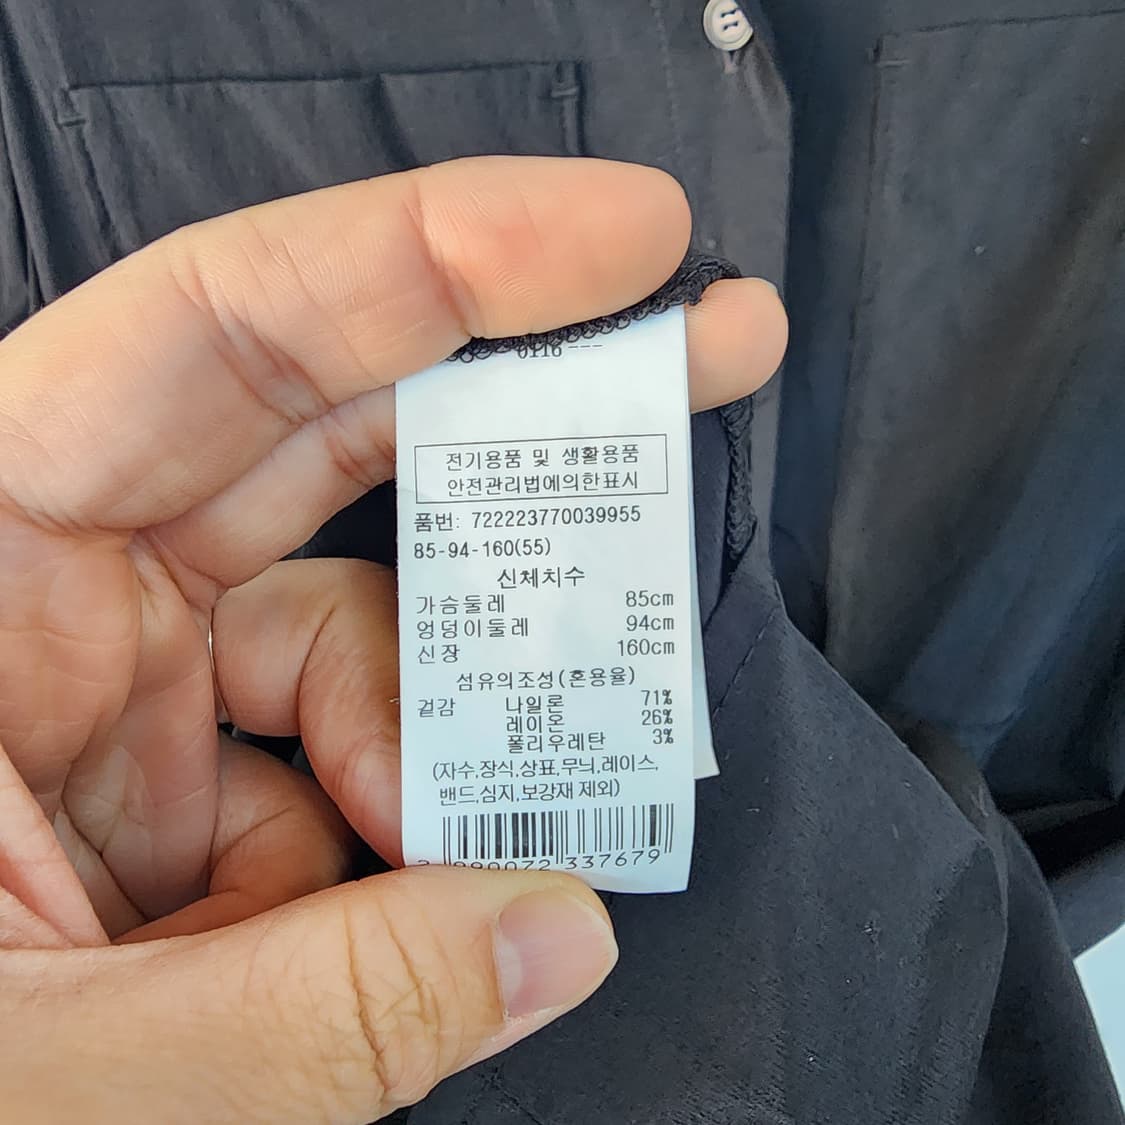 0116 ---
전기용품 및 생활용품
안전관리법에의한표시
품번: 722223770039955
85-94-160(55)
신체치수
가슴둘레 85cm
엉덩이둘레 94cm
신장 160cm
섬유의조성(혼용율)
겉감 나일론 71%
레이온 26%
폴리우레탄 3%
(자수,장식,상표,무늬,레이스,
밴드,심지,보강재 제외)
337679